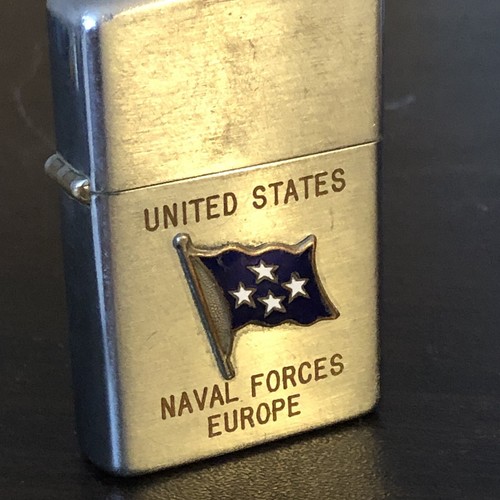 UNITED STATES
NAVAL FORCES
EUROPE